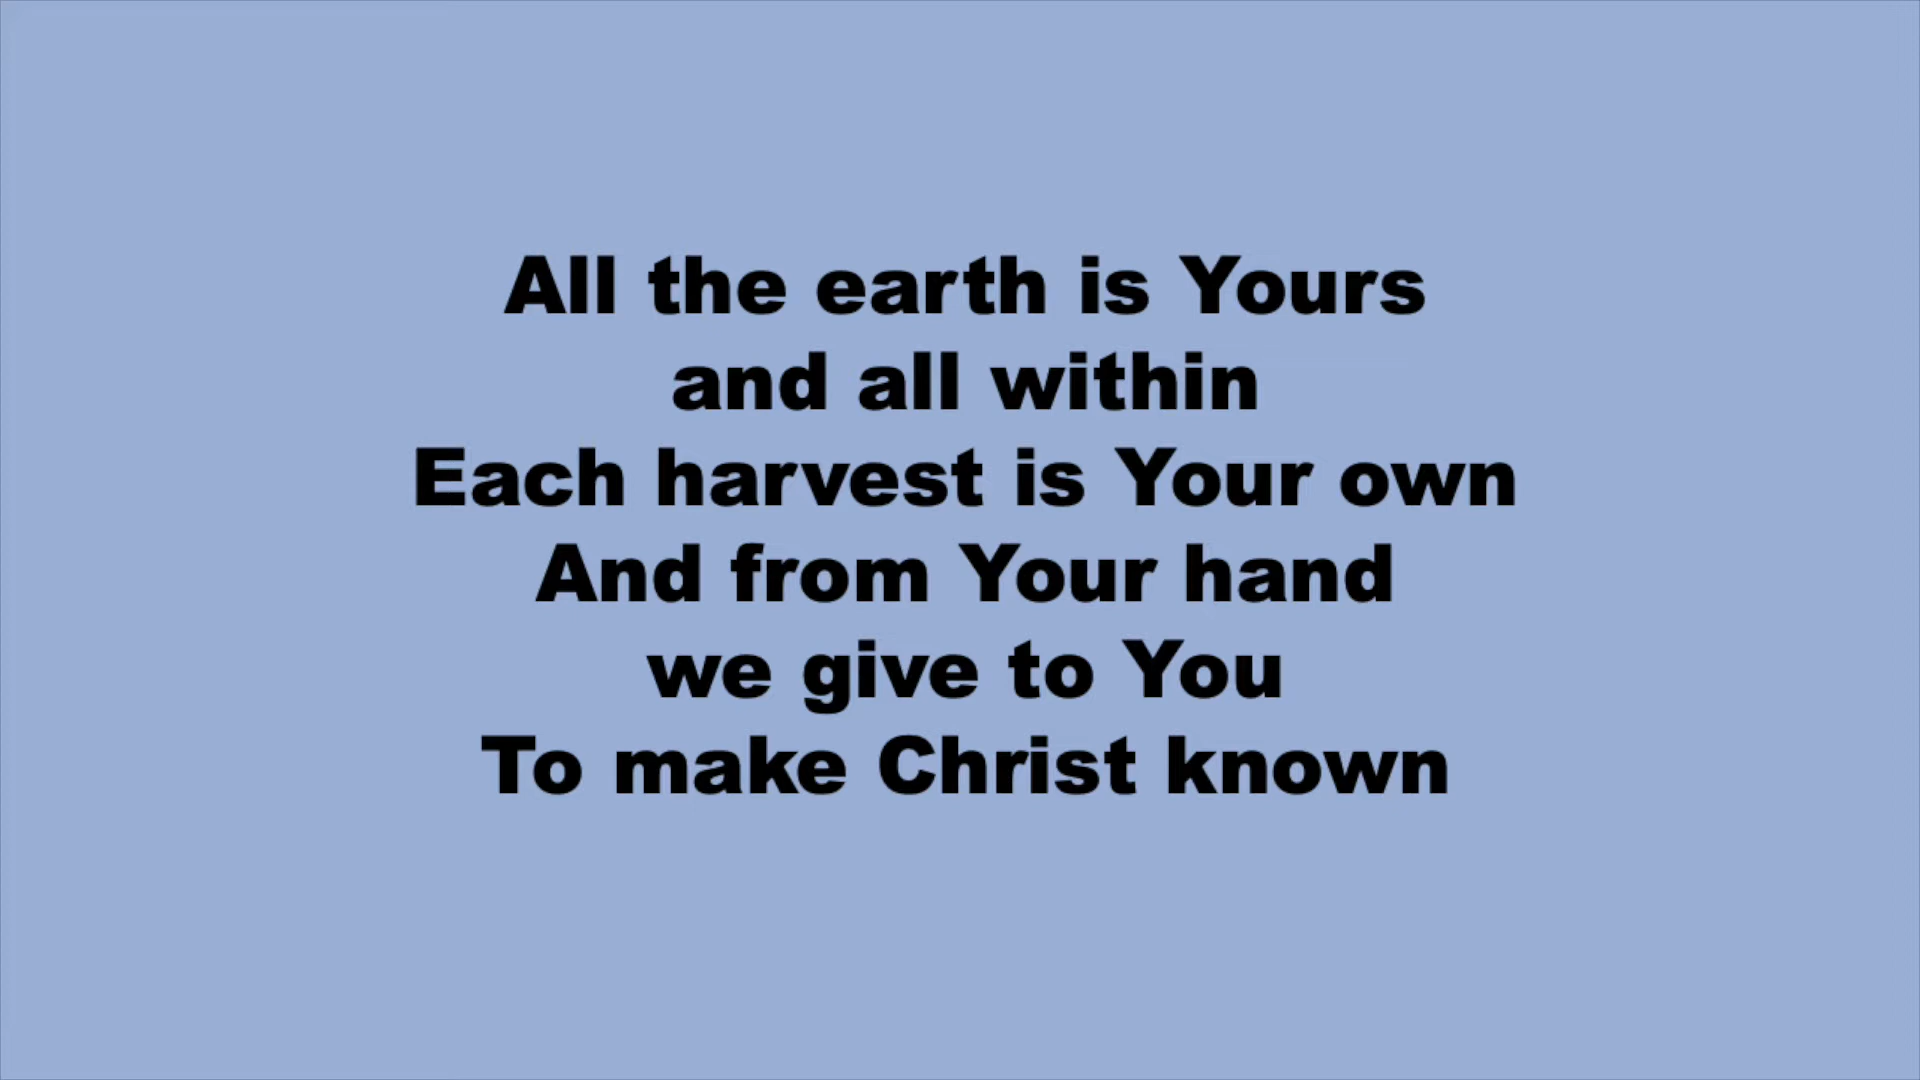 All the earth is Yours
and all within
Each harvest is Your own
And from Your hand
we give to You
To make Christ known